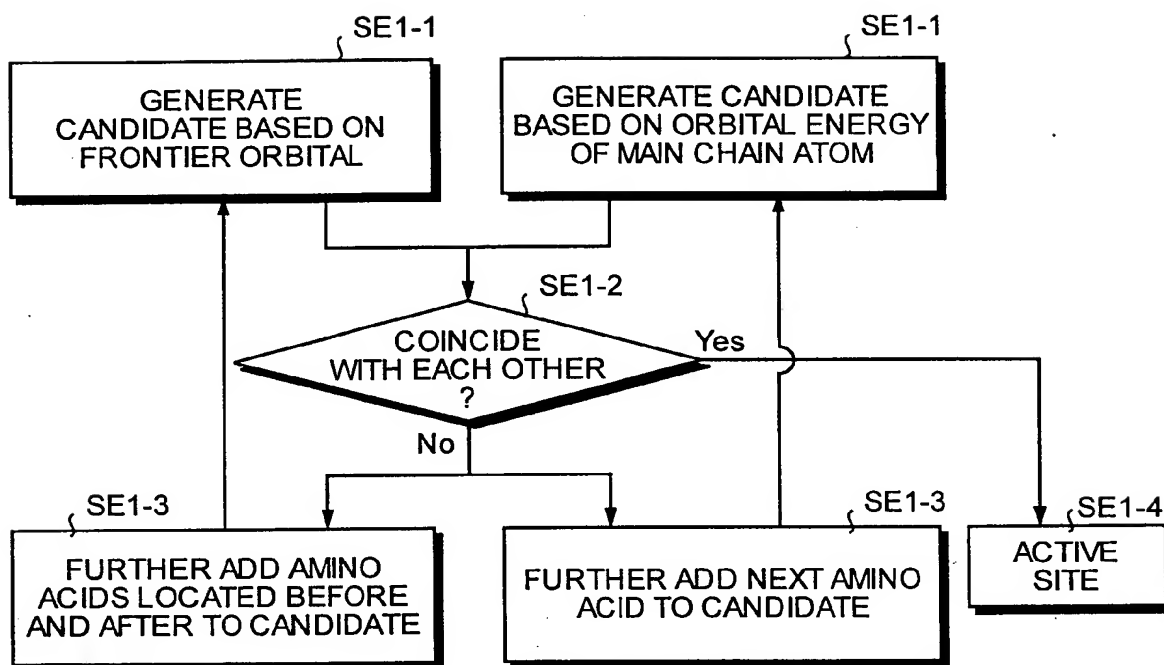 SE1-1
SE1-1
GENERATE
CANDIDATE BASED ON
FRONTIER ORBITAL
GENERATE CANDIDATE
BASED ON ORBITAL ENERGY
OF MAIN CHAIN ATOM
SE1-2
COINCIDE
WITH EACH OTHER
?
Yes
No
SE1-3
SE1-3
SE1-4
FURTHER ADD AMINO
ACIDS LOCATED BEFORE
AND AFTER TO CANDIDATE
FURTHER ADD NEXT AMINO
ACID TO CANDIDATE
ACTIVE
SITE